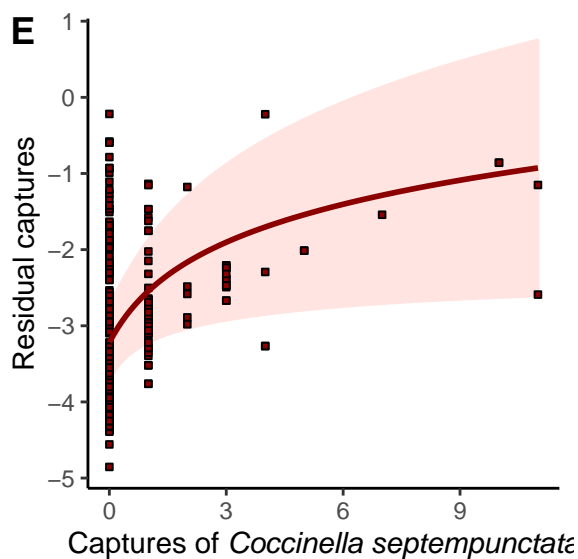 E
Residual captures
1
0
−1
−2
−3
−4
−5
0 3 6 9
Captures of Coccinella septempunctata